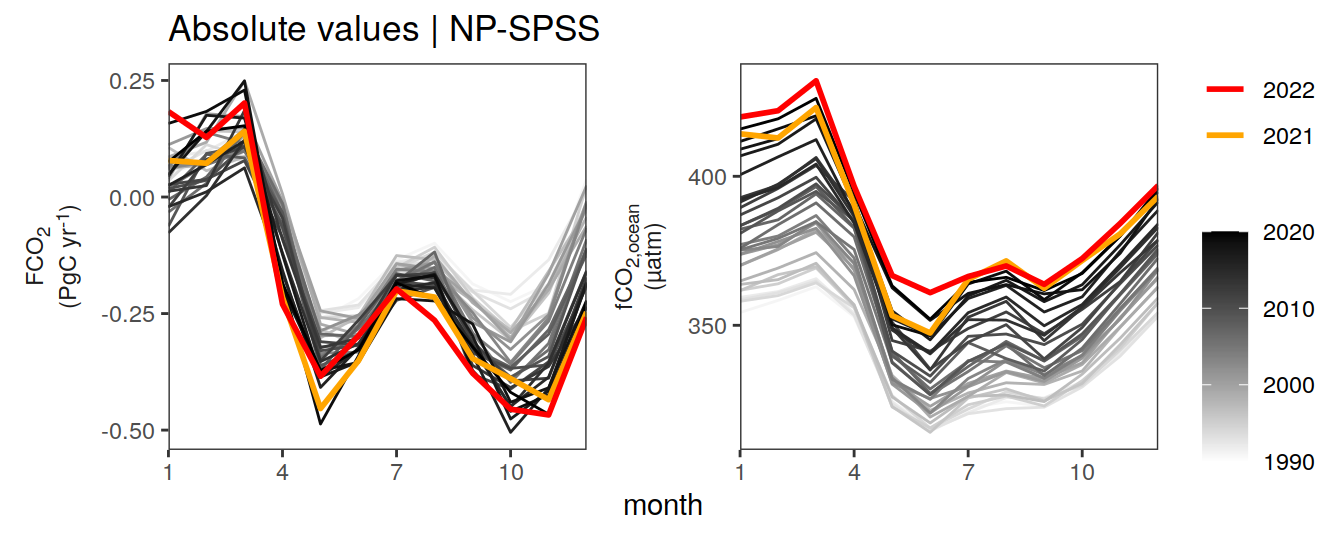 Absolute values | NP-SPSS
FCO₂
(PgC yr⁻¹)
0.25
0.00
-0.25
-0.50
1 4 7 10
fCO₂,ocean
(µatm)
400
350
1 4 7 10
month
2022
2021
2020
2010
2000
1990